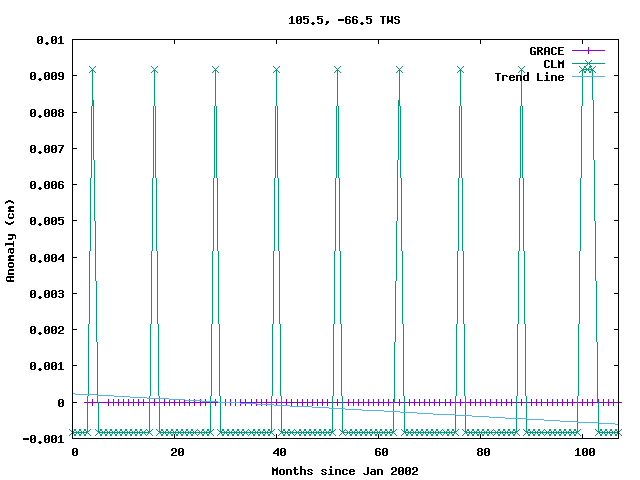 105.5, -66.5 TWS
GRACE
CLM
Trend Line
0.01
0.009
0.008
0.007
0.006
0.005
0.004
0.003
0.002
0.001
0
-0.001
Anomaly (cm)
0 20 40 60 80 100
Months since Jan 2002